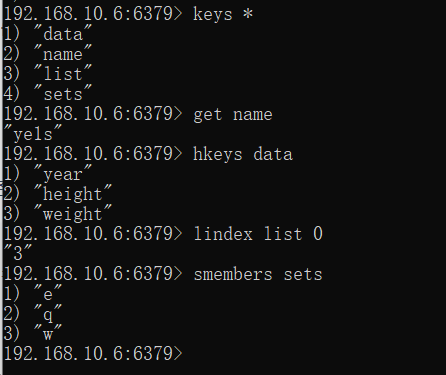 192.168.10.6:6379> keys *
1) "data"
2) "name"
3) "list"
4) "sets"
192.168.10.6:6379> get name
"yels"
192.168.10.6:6379> hkeys data
1) "year"
2) "height"
3) "weight"
192.168.10.6:6379> lindex list 0
"3"
192.168.10.6:6379> smembers sets
1) "e"
2) "q"
3) "w"
192.168.10.6:6379>